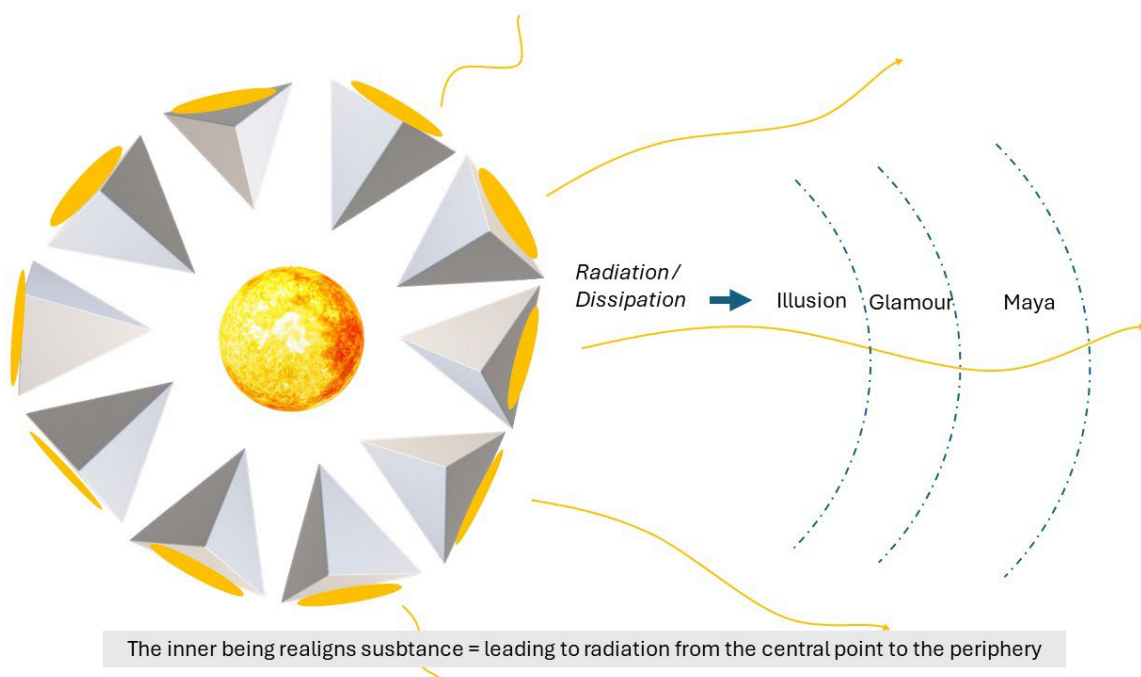 Radiation /
Dissipation
Illusion
Glamour
Maya
The inner being realigns susbtance = leading to radiation from the central point to the periphery